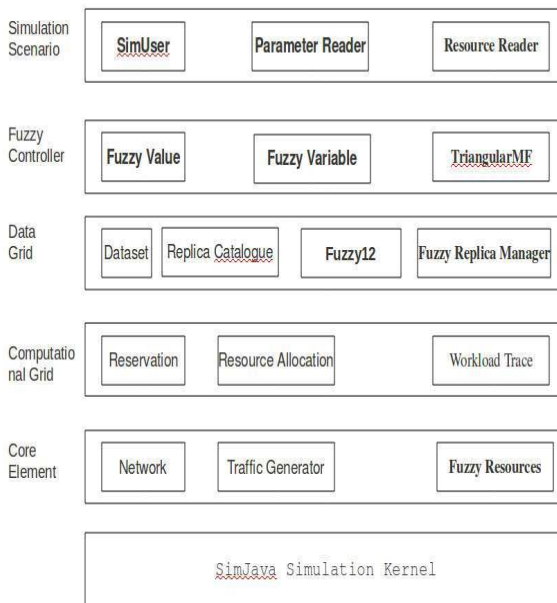 Simulation
Scenario
SimUser
Parameter Reader
Resource Reader
Fuzzy
Controller
Fuzzy Value
Fuzzy Variable
TriangularMF
Data
Grid
Dataset
Replica Catalogue
Fuzzy12
Fuzzy Replica Manager
Computatio
nal Grid
Reservation
Resource Allocation
Workload Trace
Core
Element
Network
Traffic Generator
Fuzzy Resources
SimJava Simulation Kernel